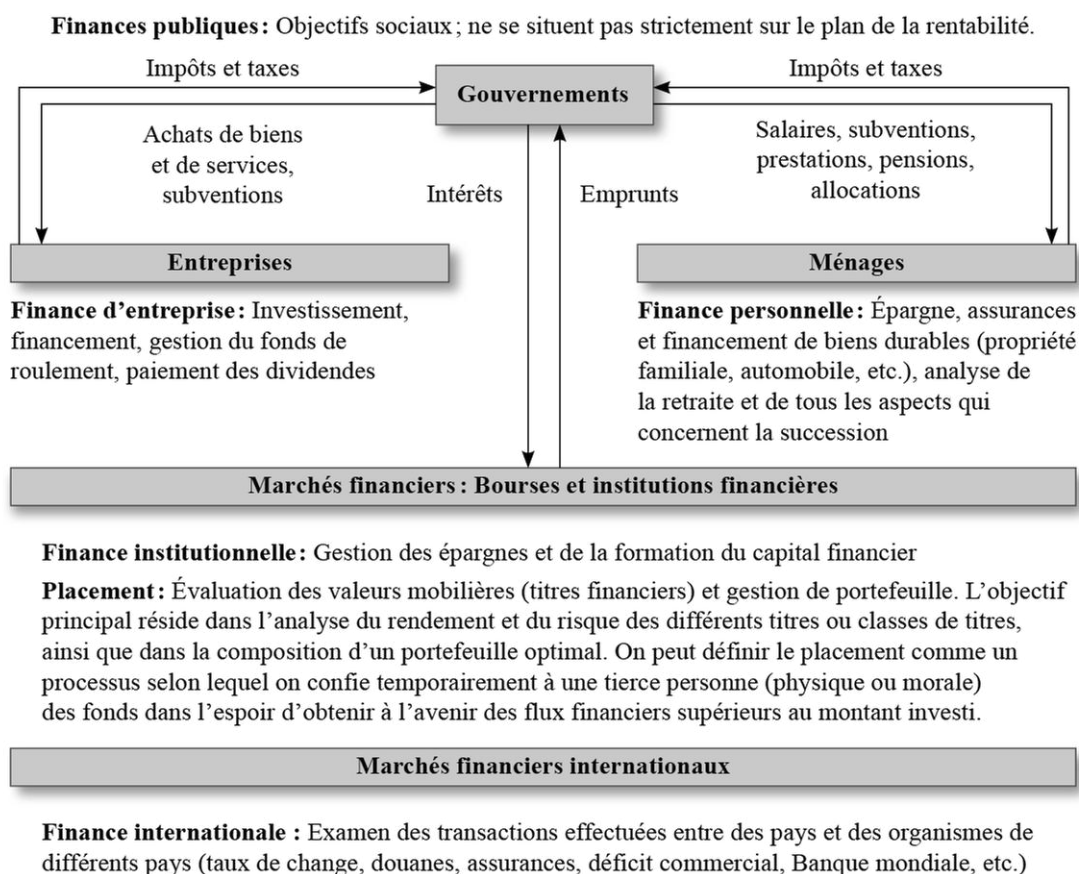 Finances publiques : Objectifs sociaux ; ne se situent pas strictement sur le plan de la rentabilité.
Impôts et taxes
Impôts et taxes
Gouvernements
Achats de biens
et de services,
subventions
Salaires, subventions,
prestations, pensions,
allocations
Intérêts
Emprunts
Entreprises
Ménages
Finance d’entreprise : Investissement,
financement, gestion du fonds de
roulement, paiement des dividendes
Finance personnelle : Épargne, assurances
et financement de biens durables (propriété
familiale, automobile, etc.), analyse de
la retraite et de tous les aspects qui
concernent la succession
Marchés financiers : Bourses et institutions financières
Finance institutionnelle : Gestion des épargnes et de la formation du capital financier
Placement : Évaluation des valeurs mobilières (titres financiers) et gestion de portefeuille. L’objectif
principal réside dans l’analyse du rendement et du risque des différents titres ou classes de titres,
ainsi que dans la composition d’un portefeuille optimal. On peut définir le placement comme un
processus selon lequel on confie temporairement à une tierce personne (physique ou morale)
des fonds dans l’espoir d’obtenir à l’avenir des flux financiers supérieurs au montant investi.
Marchés financiers internationaux
Finance internationale : Examen des transactions effectuées entre des pays et des organismes de
différents pays (taux de change, douanes, assurances, déficit commercial, Banque mondiale, etc.)